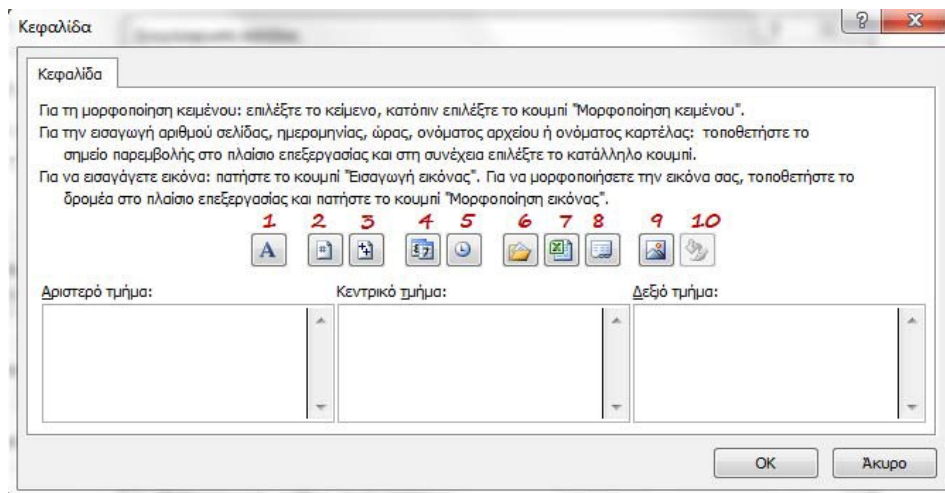 Κεφαλίδα
Κεφαλίδα
Για τη μορφοποίηση κειμένου: επιλέξτε το κείμενο, κατόπιν επιλέξτε το κουμπί "Μορφοποίηση κειμένου".
Για την εισαγωγή αριθμού σελίδας, ημερομηνίας, ώρας, ονόματος αρχείου ή ονόματος καρτέλας: τοποθετήστε το
σημείο παρεμβολής στο πλαίσιο επεξεργασίας και στη συνέχεια επιλέξτε το κατάλληλο κουμπί.
Για να εισαγάγετε εικόνα: πατήστε το κουμπί "Εισαγωγή εικόνας". Για να μορφοποιήσετε την εικόνα σας, τοποθετήστε το
δρομέα στο πλαίσιο επεξεργασίας και πατήστε το κουμπί "Μορφοποίηση εικόνας".
1 2 3 4 5 6 7 8 9 10
A
Αριστερό τμήμα: Κεντρικό τμήμα: Δεξιό τμήμα:
OK Άκυρο